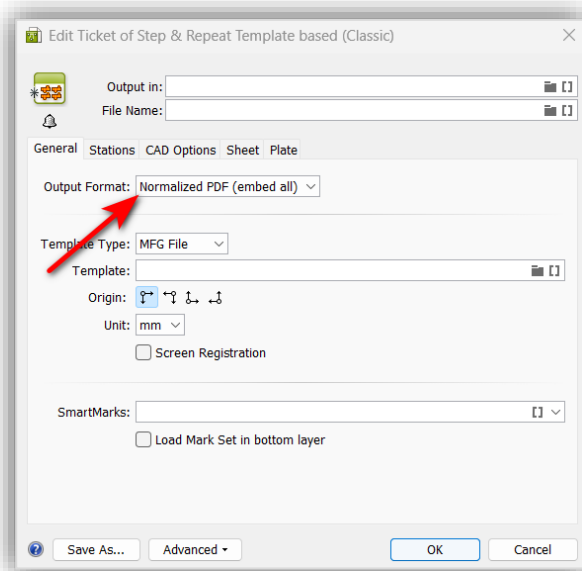 Edit Ticket of Step & Repeat Template based (Classic)
Output in:
File Name:
General Stations CAD Options Sheet Plate
Output Format: Normalized PDF (embed all)
Template Type: MFG File
Template:
Origin:
Unit: mm
Screen Registration
SmartMarks:
Load Mark Set in bottom layer
? Save As... Advanced OK Cancel